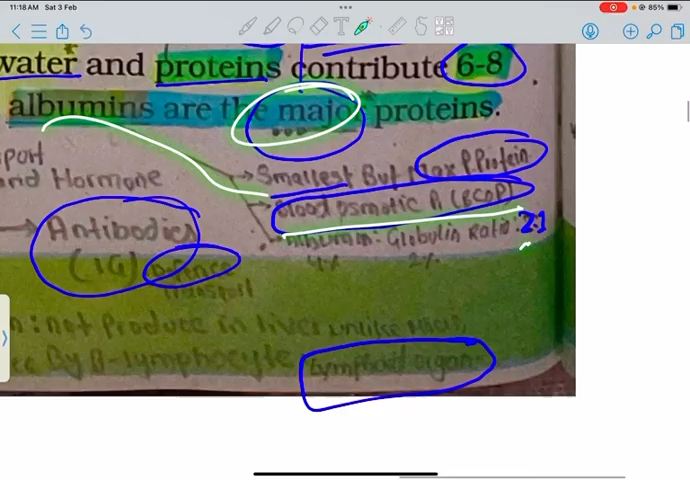 11:18 AM Sat 3 Feb
85%
water and proteins contribute 6-8
albumins are the major proteins.
port
and Hormone
Smallest But Max P Protein
→ Antibodies
Blood osmotic P (BCOP)
Albumin: Globulin Ratio: 2:1
4% 2%
(IG) Defence
Transport
n: not Produce in liver unlike
By B-lymphocyte Lymphoid organ